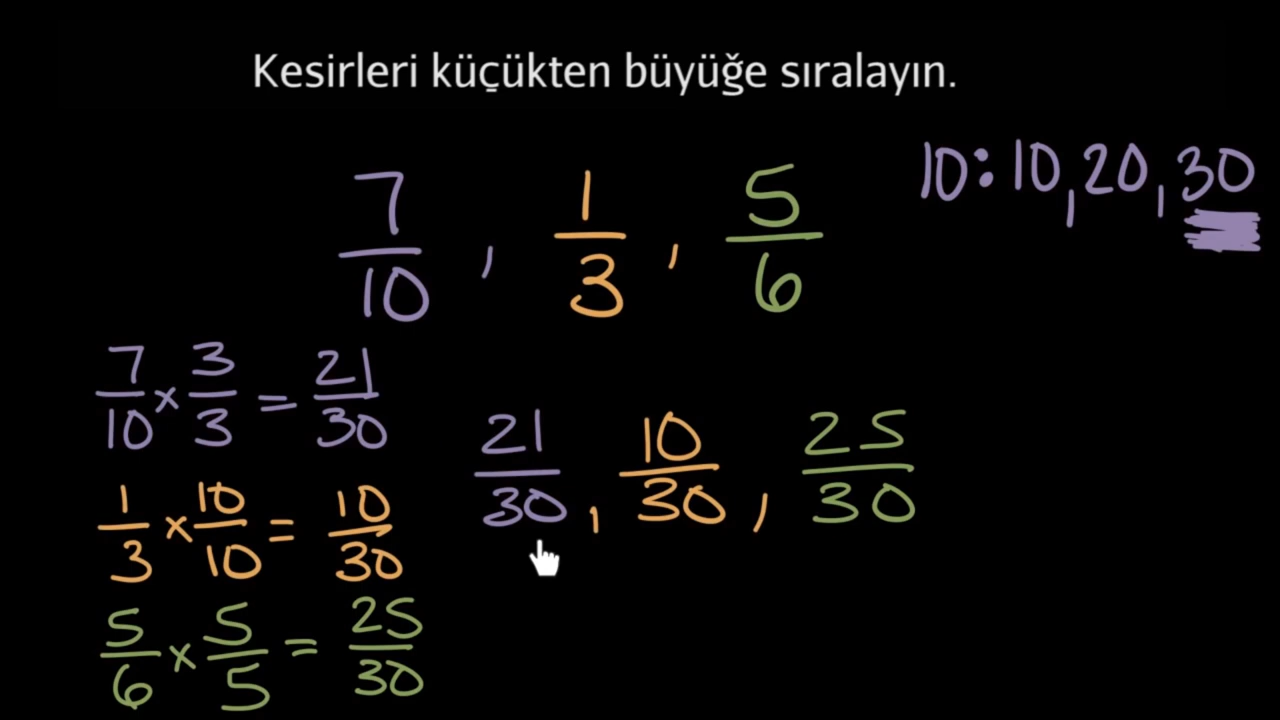 Kesirleri küçükten büyüğe sıralayın.
10: 10, 20, 30
7/10, 1/3, 5/6
7/10 × 3/3 = 21/30
21/30, 10/30, 25/30
1/3 × 10/10 = 10/30
5/6 × 5/5 = 25/30